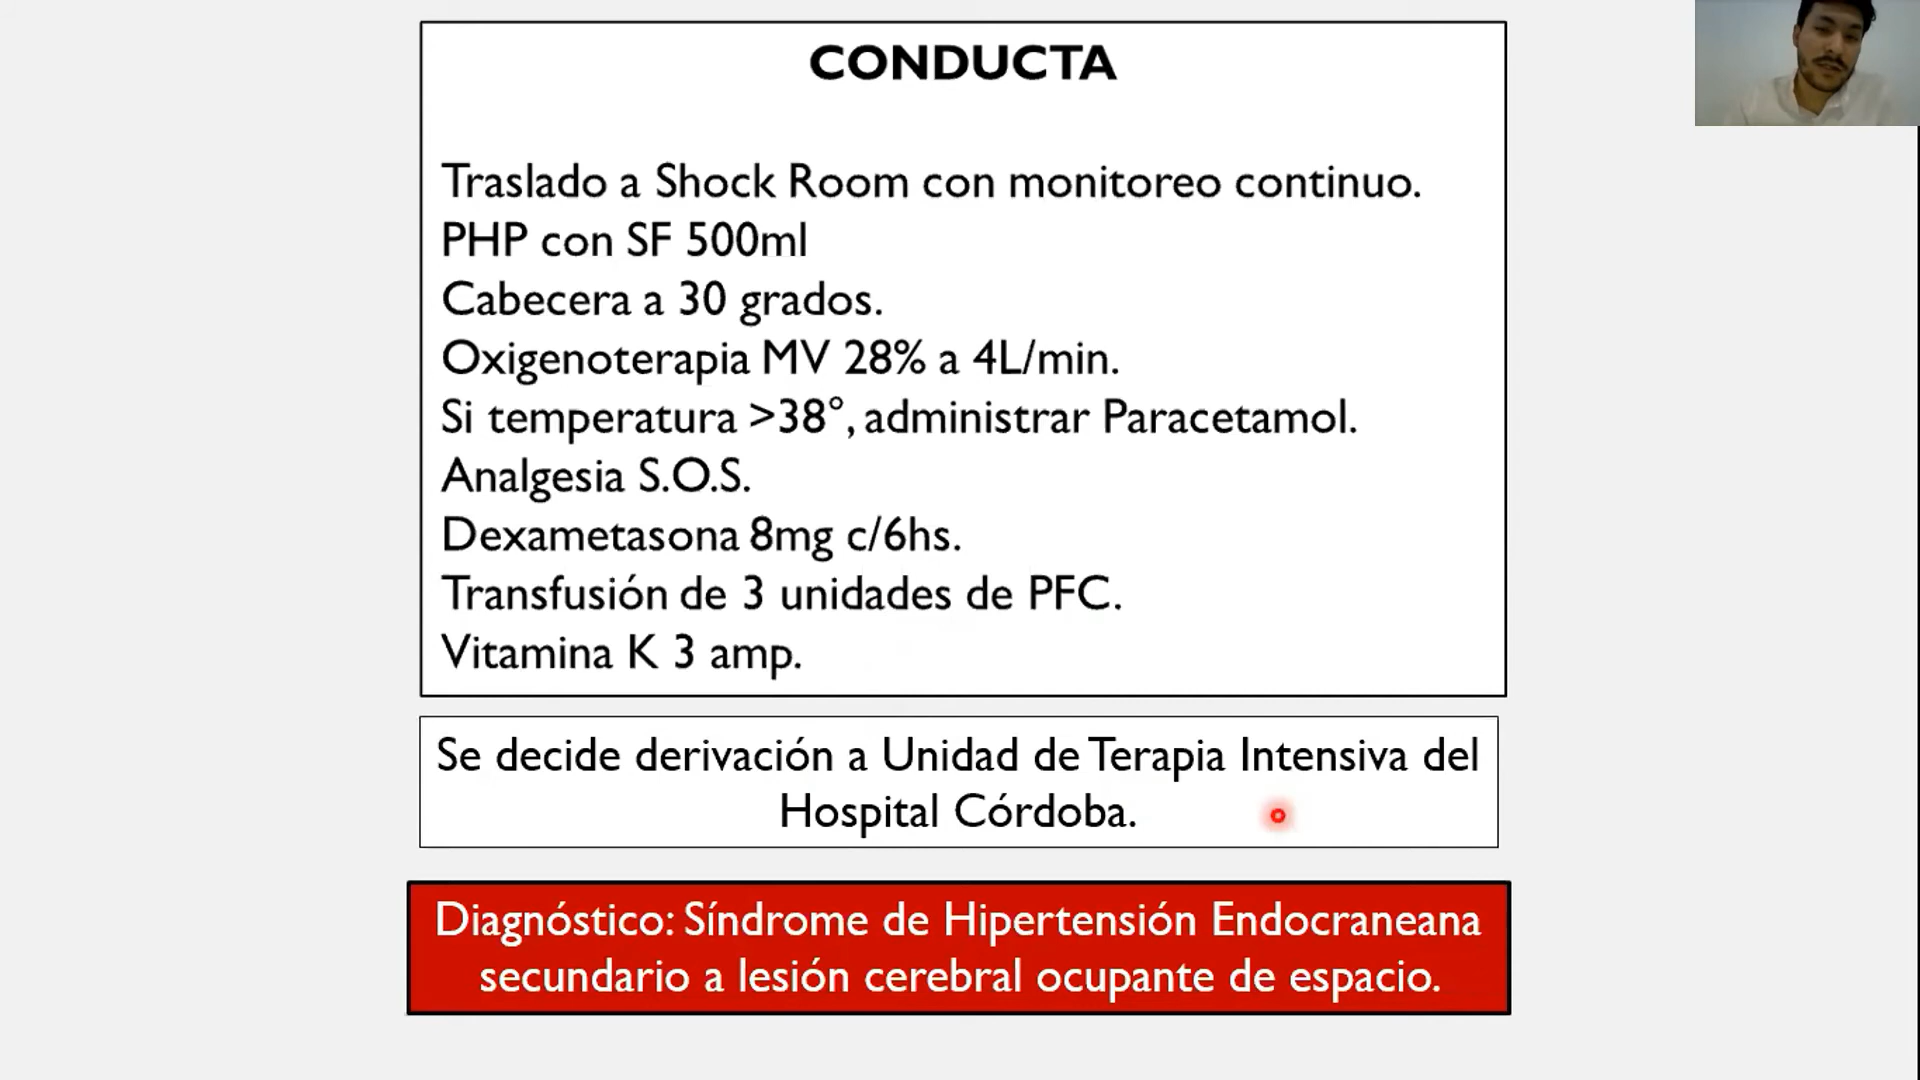 CONDUCTA
Traslado a Shock Room con monitoreo continuo.
PHP con SF 500ml
Cabecera a 30 grados.
Oxigenoterapia MV 28% a 4L/min.
Si temperatura >38°, administrar Paracetamol.
Analgesia S.O.S.
Dexametasona 8mg c/6hs.
Transfusión de 3 unidades de PFC.
Vitamina K 3 amp.
Se decide derivación a Unidad de Terapia Intensiva del
Hospital Córdoba.
Diagnóstico: Síndrome de Hipertensión Endocraneana
secundario a lesión cerebral ocupante de espacio.